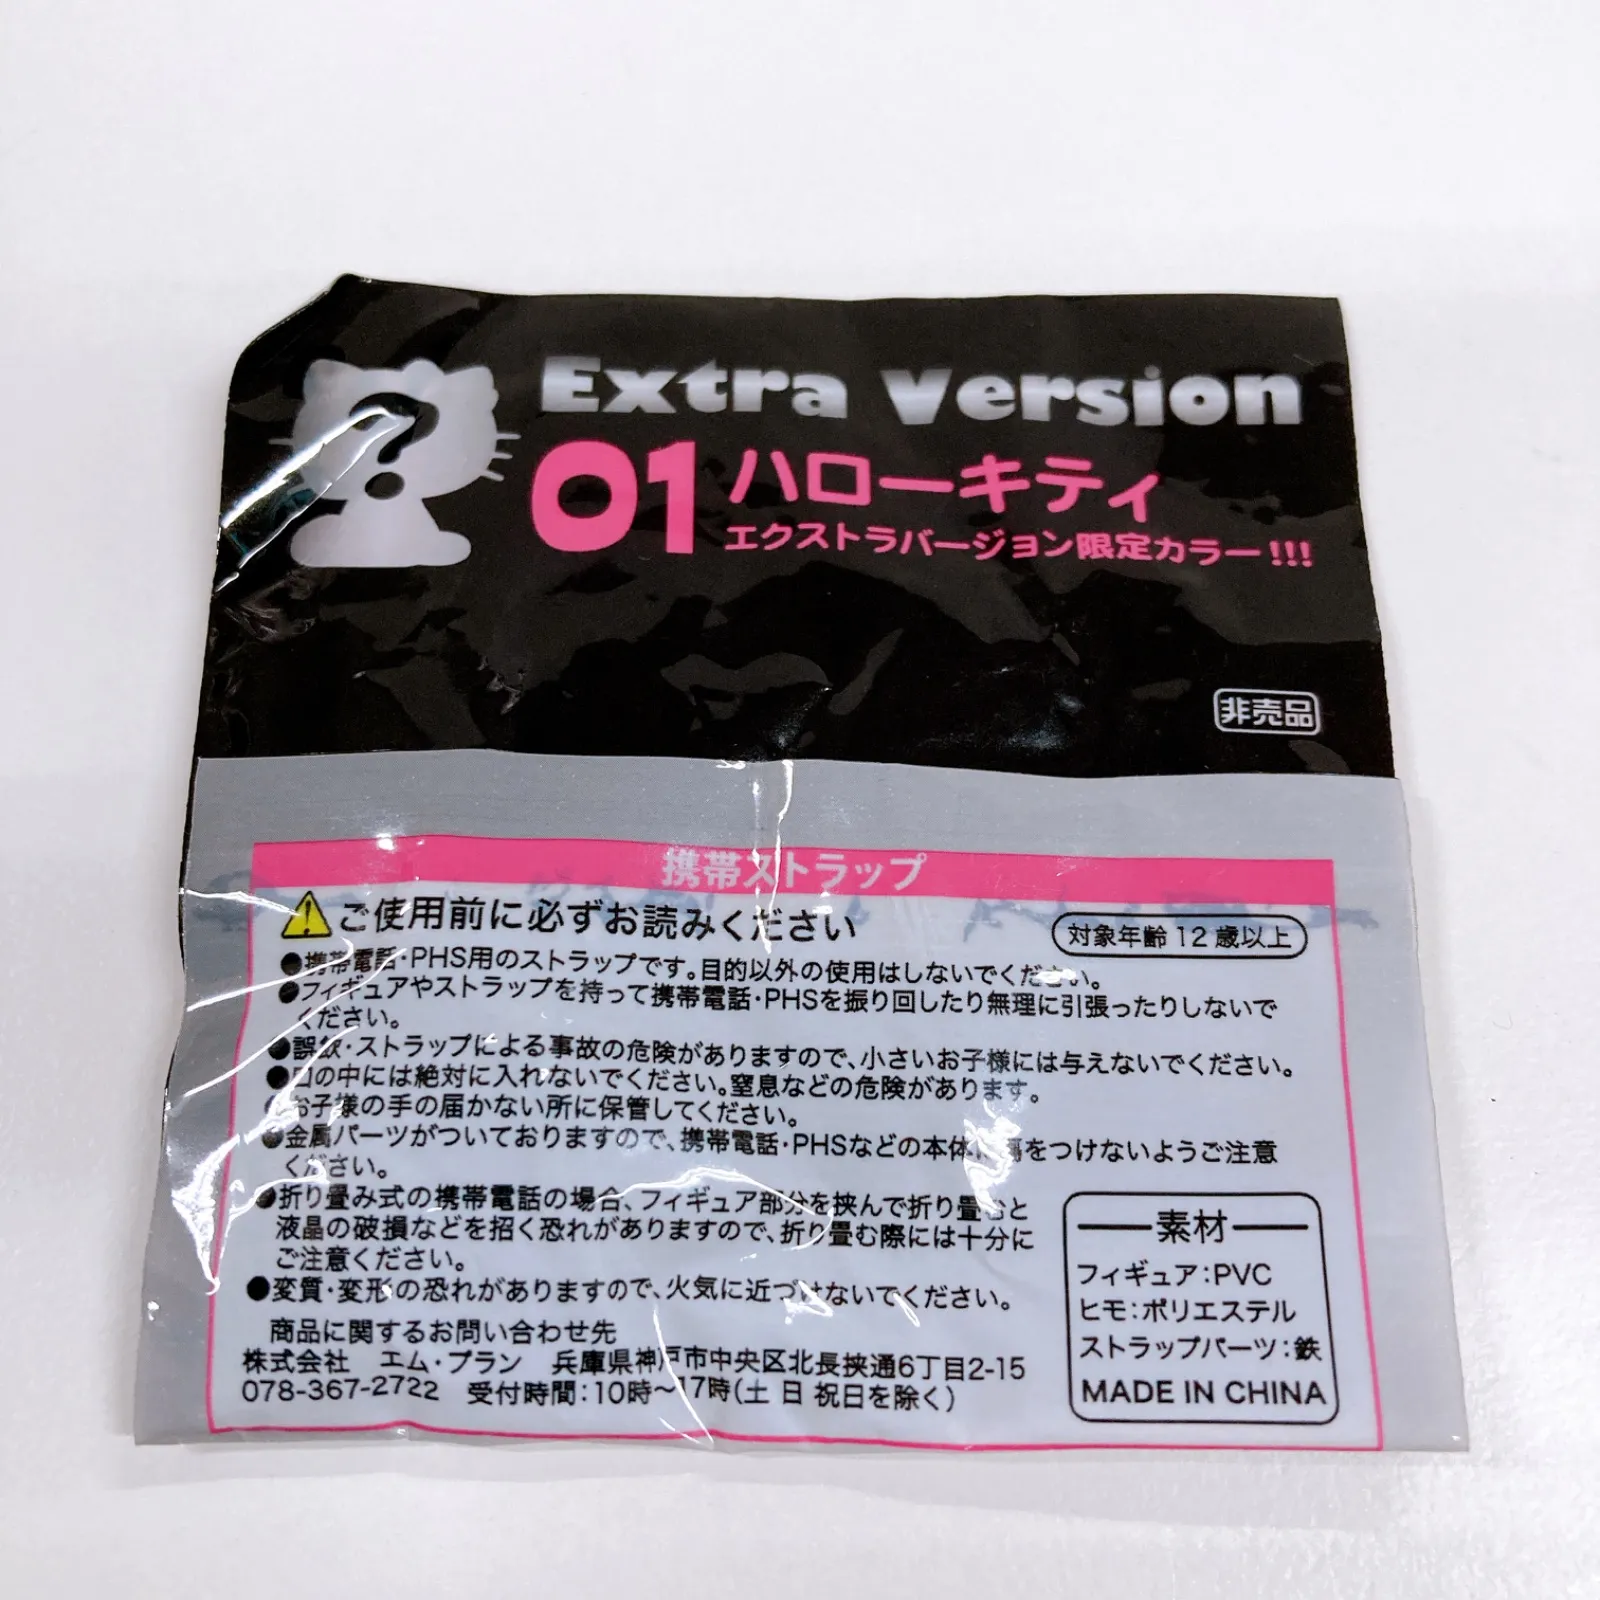 ?
Extra Version
01 ハローキティ
エクストラバージョン限定カラー!!!
非売品
携帯ストラップ
ご使用前に必ずお読みください
対象年齢12歳以上
●携帯電話・PHS用のストラップです。目的以外の使用はしないでください。
●フィギュアやストラップを持って携帯電話・PHSを振り回したり無理に引張ったりしないで
ください。
●誤飲・ストラップによる事故の危険がありますので、小さいお子様には与えないでください。
●口の中には絶対に入れないでください。窒息などの危険があります。
●お子様の手の届かない所に保管してください。
●金属パーツがついておりますので、携帯電話・PHSなどの本体に傷をつけないようご注意
ください。
●折り畳み式の携帯電話の場合、フィギュア部分を挟んで折り畳むと
液晶の破損などを招く恐れがありますので、折り畳む際には十分に
ご注意ください。
●変質・変形の恐れがありますので、火気に近づけないでください。
商品に関するお問い合わせ先
株式会社 エム・プラン 兵庫県神戸市中央区北長挟通6丁目2-15
078-367-2722 受付時間:10時〜17時(土 日 祝日を除く)
素材
フィギュア:PVC
ヒモ:ポリエステル
ストラップパーツ:鉄
MADE IN CHINA